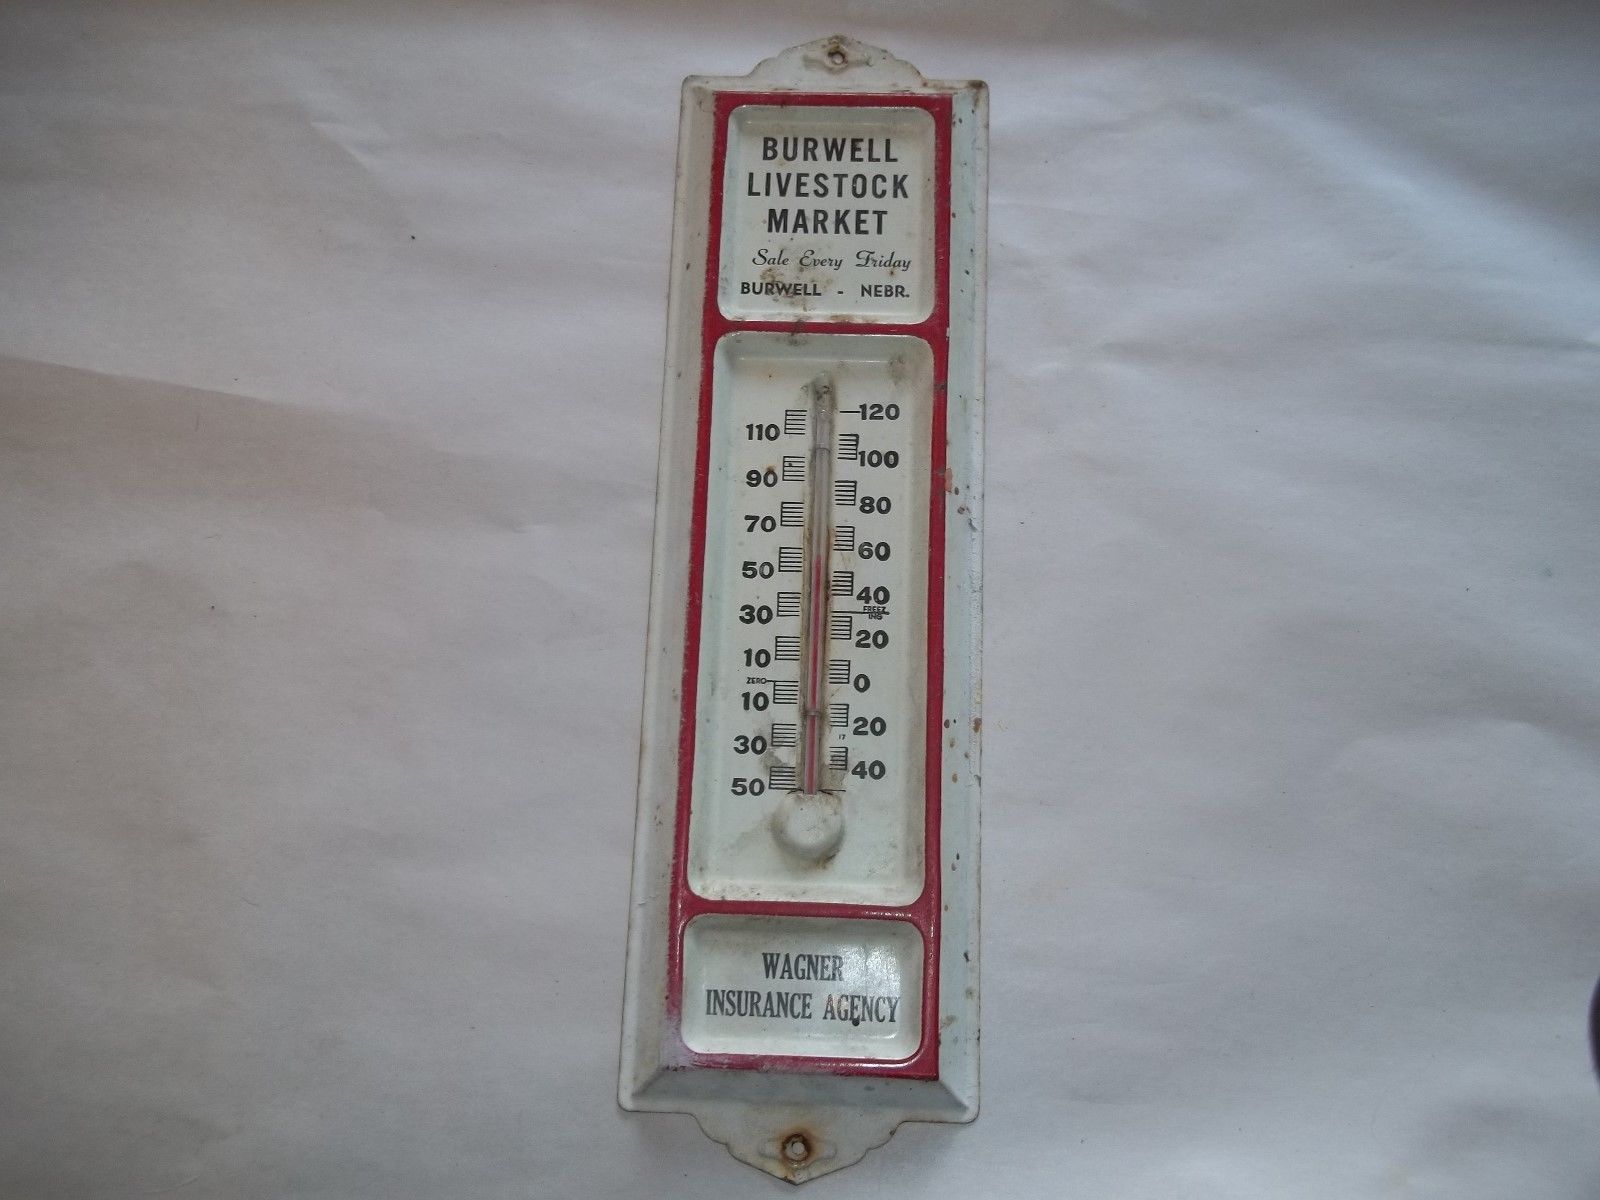 BURWELL
LIVESTOCK
MARKET
Sale Every Friday
BURWELL - NEBR.
120
110
100
90
80
70
60
50
40
FREEZ
ING
30
20
10
ZERO
0
10
20
17
30
40
50
WAGNER
INSURANCE AGENCY